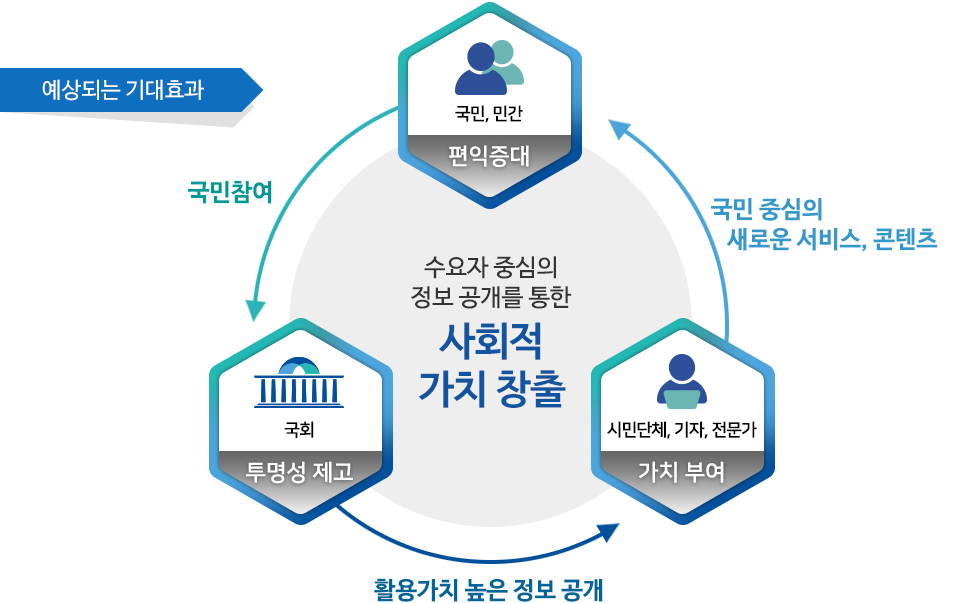 예상되는 기대효과
국민, 민간
편익증대
국민참여
국민 중심의
새로운 서비스, 콘텐츠
수요자 중심의
정보 공개를 통한
사회적
가치 창출
국회
투명성 제고
시민단체, 기자, 전문가
가치 부여
활용가치 높은 정보 공개